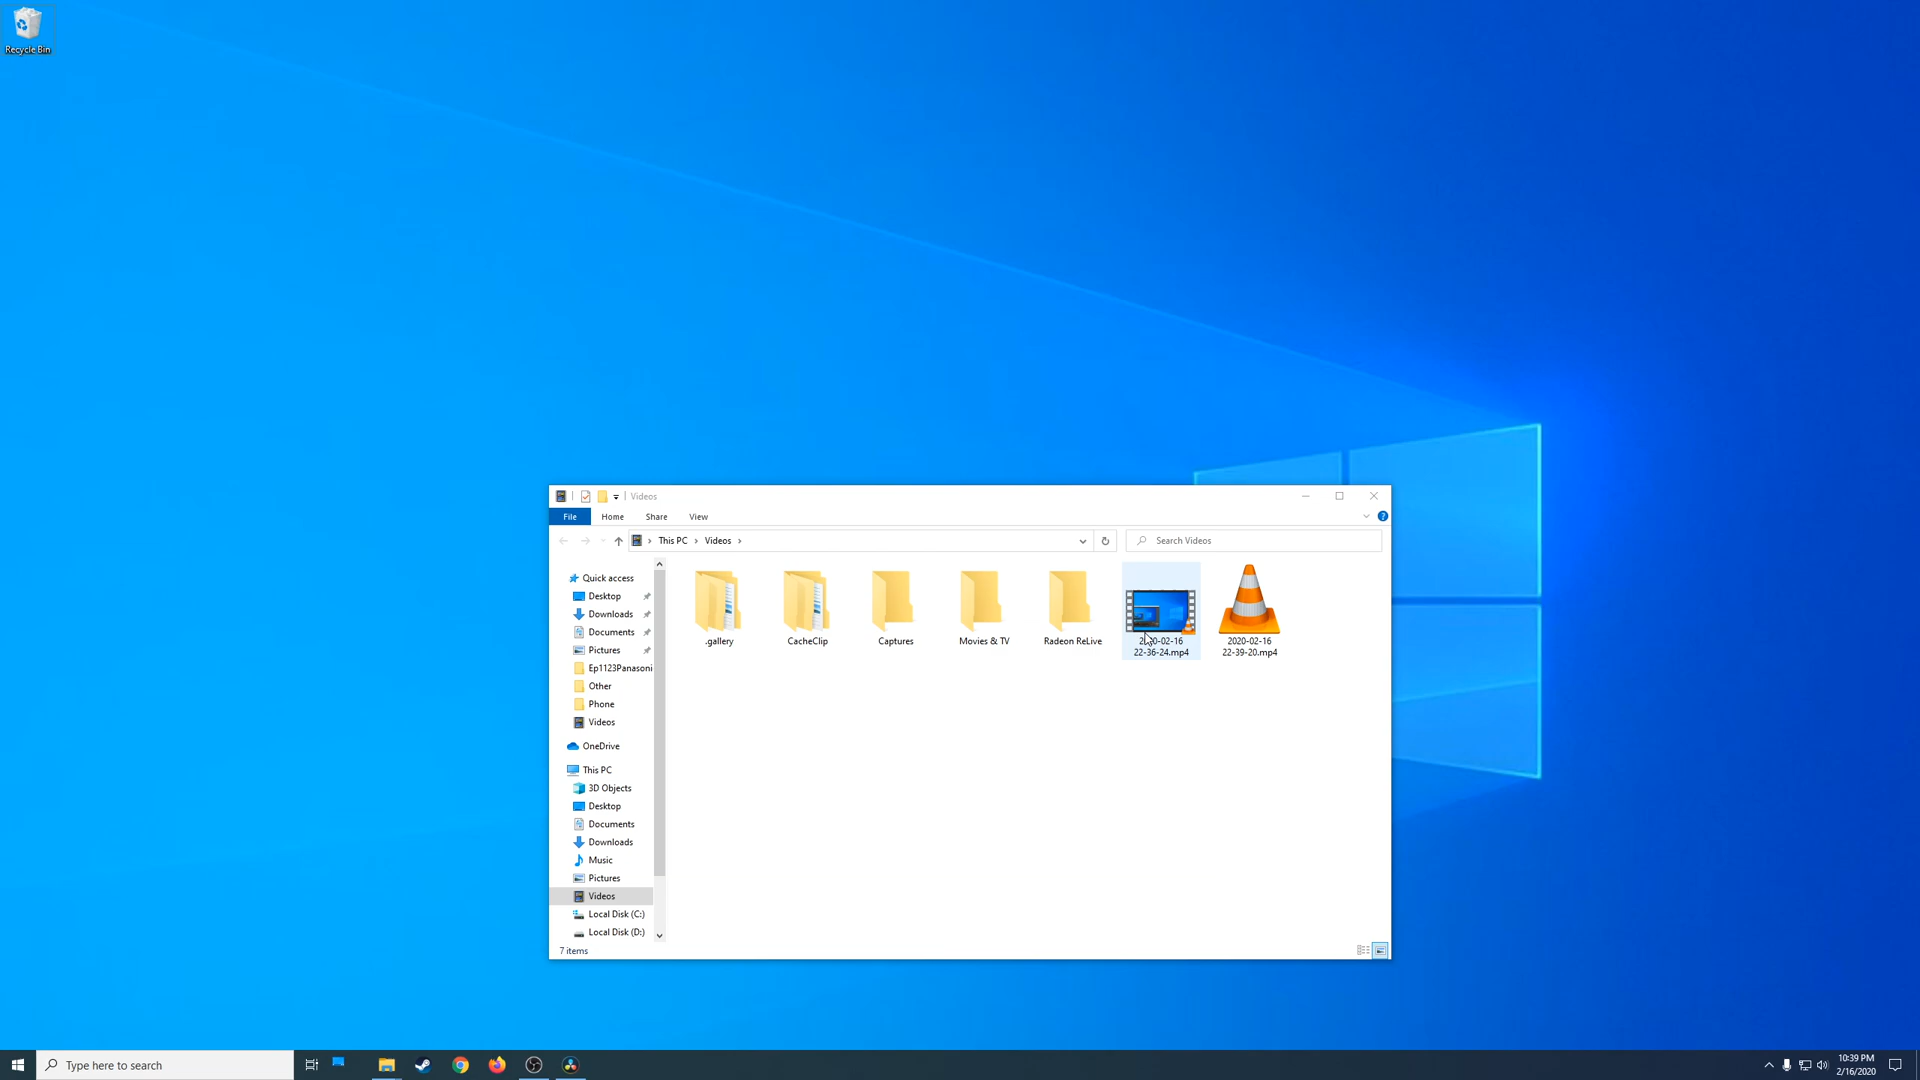 Recycle Bin
Videos
File Home Share View
This PC Videos
Search Videos
Quick access
Desktop
Downloads
Documents
Pictures
Ep1123Panasoni
Other
Phone
Videos
OneDrive
This PC
3D Objects
Desktop
Documents
Downloads
Music
Pictures
Videos
Local Disk (C:)
Local Disk (D:)
.gallery
CacheClip
Captures
Movies & TV
Radeon ReLive
2020-02-16
22-36-24.mp4
2020-02-16
22-39-20.mp4
7 items
Type here to search
10:39 PM
2/16/2020